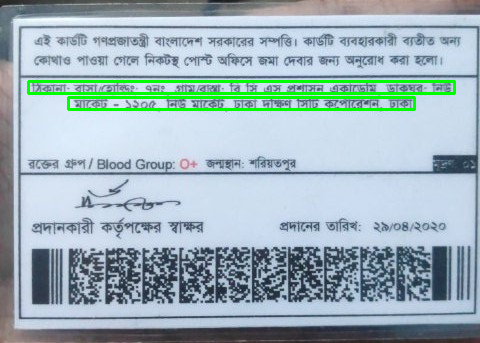 এই কার্ডটি গণপ্রজাতন্ত্রী বাংলাদেশ সরকারের সম্পত্তি। কার্ডটি ব্যবহারকারী ব্যতীত অন্য
কোথাও পাওয়া গেলে নিকটস্থ পোস্ট অফিসে জমা দেবার জন্য অনুরোধ করা হলো।
ঠিকানা: বাসা/হোল্ডিং: ৭নং, গ্রাম/রাস্তা: বি সি এস প্রশাসন একাডেমি, ডাকঘর: নিউ
মার্কেট - ১২০৫, নিউ মার্কেট, ঢাকা দক্ষিণ সিটি কর্পোরেশন, ঢাকা
রক্তের গ্রুপ / Blood Group: O+ জন্মস্থান: শরিয়তপুর
মুদ্রণ: ০১
প্রদানকারী কর্তৃপক্ষের স্বাক্ষর
প্রদানের তারিখ: ২৯/০৪/২০২০